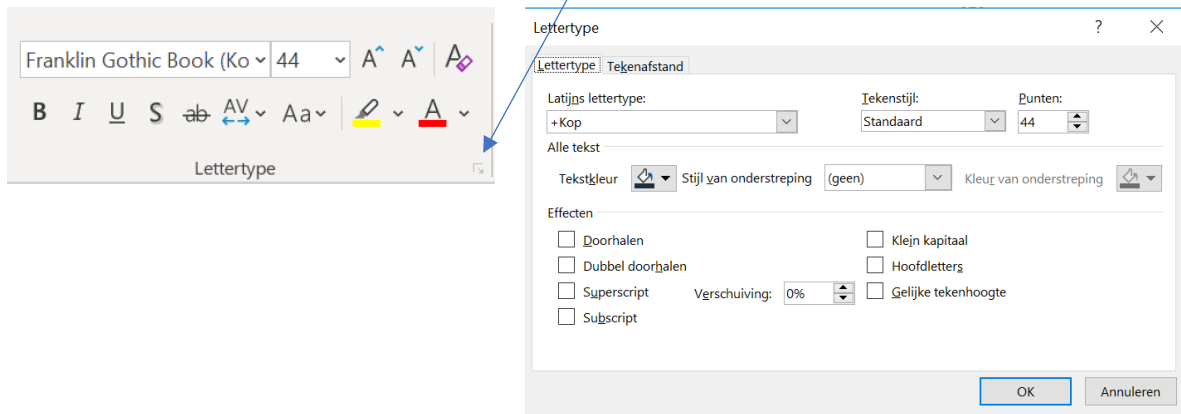 Franklin Gothic Book (Ko 44 A A A
B I U S ab AV Aa A
Lettertype
Lettertype ? ×
Lettertype Tekenafstand
Latijns lettertype: Tekenstijl: Punten:
+Kop Standaard 44
Alle tekst
Tekstkleur Stijl van onderstreping (geen) Kleur van onderstreping
Effecten
Doorhalen Klein kapitaal
Dubbel doorhalen Hoofdletters
Superscript Verschuiving: 0% Gelijke tekenhoogte
Subscript
OK Annuleren